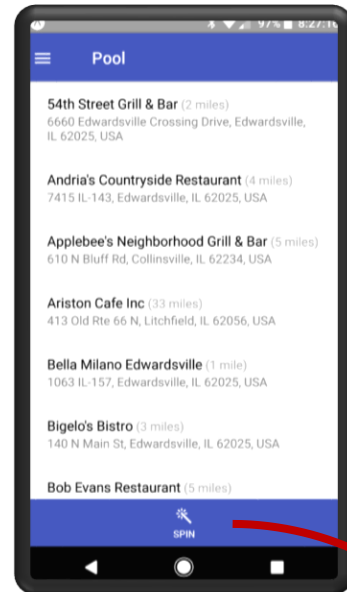 97% 8:27:16
Pool
54th Street Grill & Bar (2 miles)
6660 Edwardsville Crossing Drive, Edwardsville,
IL 62025, USA
Andria's Countryside Restaurant (4 miles)
7415 IL-143, Edwardsville, IL 62025, USA
Applebee's Neighborhood Grill & Bar (5 miles)
610 N Bluff Rd, Collinsville, IL 62234, USA
Ariston Cafe Inc (33 miles)
413 Old Rte 66 N, Litchfield, IL 62056, USA
Bella Milano Edwardsville (1 mile)
1063 IL-157, Edwardsville, IL 62025, USA
Bigelo's Bistro (3 miles)
140 N Main St, Edwardsville, IL 62025, USA
Bob Evans Restaurant (5 miles)
SPIN